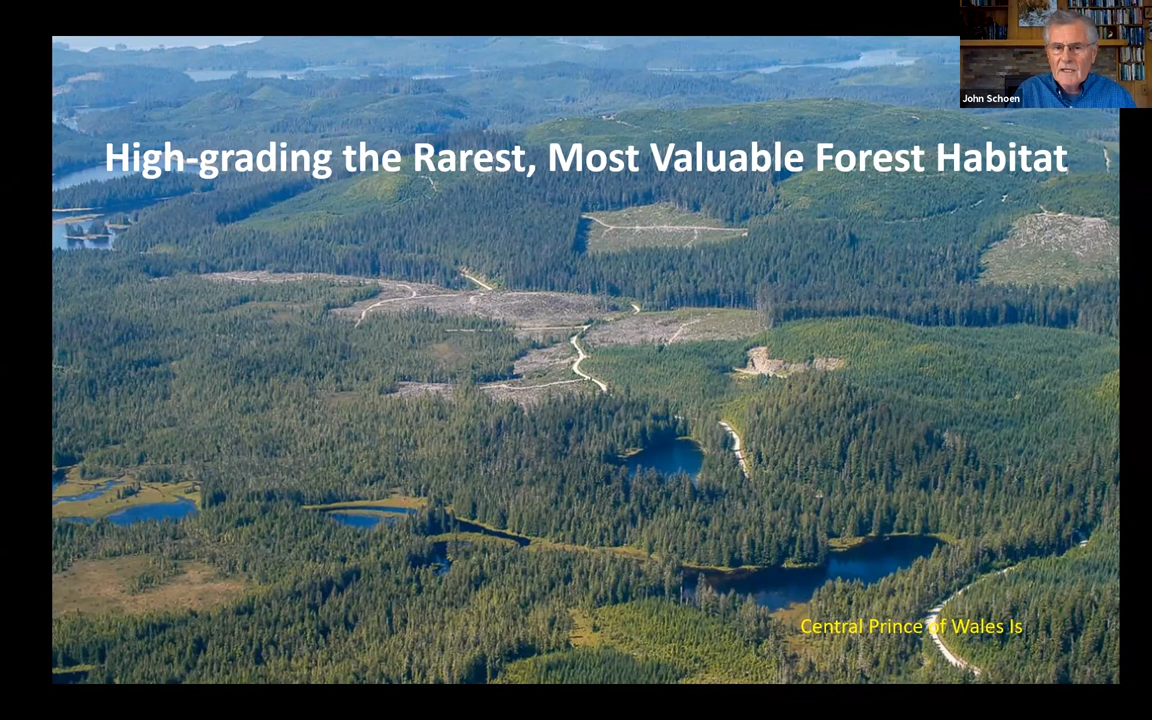 John Schoen
High-grading the Rarest, Most Valuable Forest Habitat
Central Prince of Wales Is